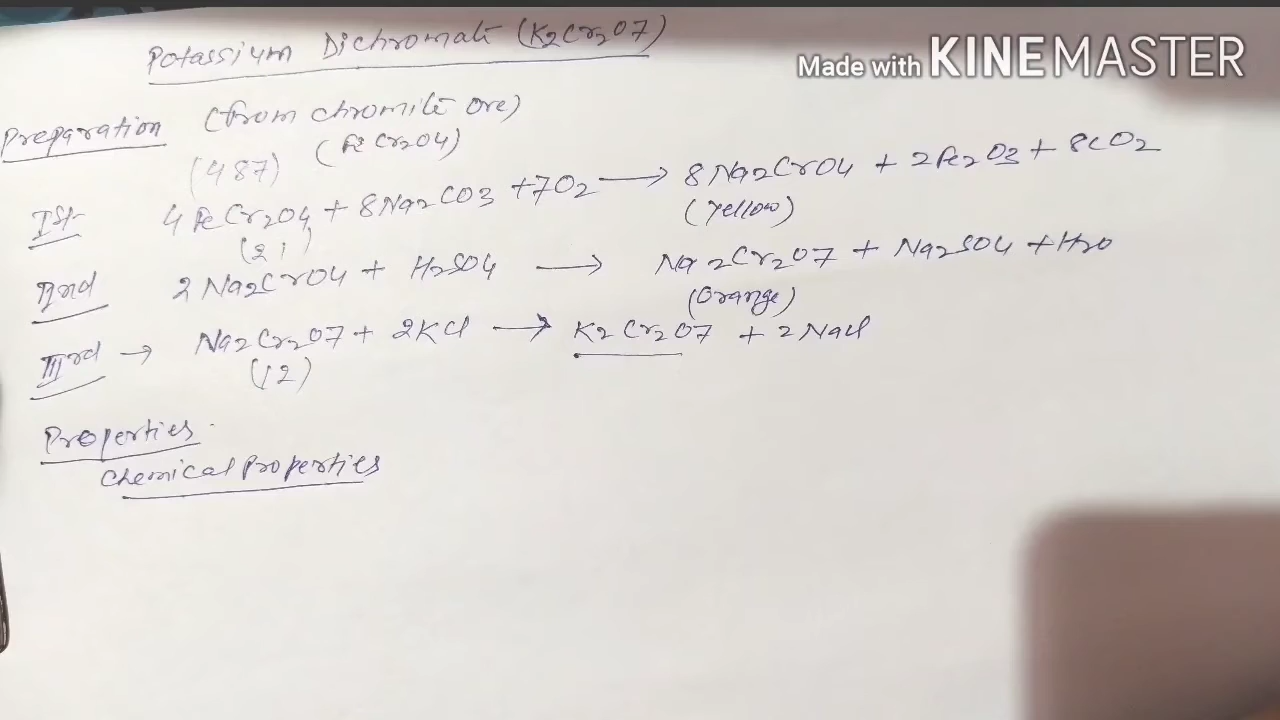 Potassium Dichromate (K2Cr2O7)
Made with KINEMASTER
Preparation (from chromite ore)
(487) (FeCr2O4)
Ist 4FeCr2O4 + 8Na2CO3 + 7O2 → 8Na2CrO4 + 2Fe2O3 + 8CO2
(21) (Yellow)
IInd 2Na2CrO4 + H2SO4 → Na2Cr2O7 + Na2SO4 + H2O
(Orange)
IIIrd → Na2Cr2O7 + 2KCl → K2Cr2O7 + 2NaCl
(12)
Properties.
Chemical Properties